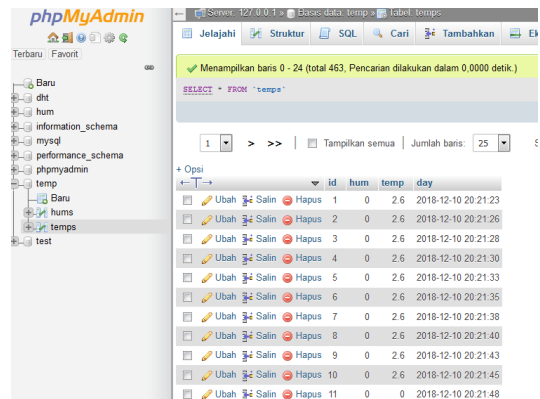 phpMyAdmin
Terbaru Favorit
Baru
dht
hum
information_schema
mysql
performance_schema
phpmyadmin
temp
Baru
hums
temps
test
Server: 127.0.0.1 » Basis data: temp » Tabel: temps
Jelajahi Struktur SQL Cari Tambahkan Ek
Menampilkan baris 0 - 24 (total 463, Pencarian dilakukan dalam 0,0000 detik.)
SELECT * FROM `temps`
1 > >> Tampilkan semua Jumlah baris: 25 S
+ Opsi
←T→ id hum temp day
Ubah Salin Hapus 1 0 2.6 2018-12-10 20:21:23
Ubah Salin Hapus 2 0 2.6 2018-12-10 20:21:26
Ubah Salin Hapus 3 0 2.6 2018-12-10 20:21:28
Ubah Salin Hapus 4 0 2.6 2018-12-10 20:21:30
Ubah Salin Hapus 5 0 2.6 2018-12-10 20:21:33
Ubah Salin Hapus 6 0 2.6 2018-12-10 20:21:35
Ubah Salin Hapus 7 0 2.6 2018-12-10 20:21:38
Ubah Salin Hapus 8 0 2.6 2018-12-10 20:21:40
Ubah Salin Hapus 9 0 2.6 2018-12-10 20:21:43
Ubah Salin Hapus 10 0 2.6 2018-12-10 20:21:45
Ubah Salin Hapus 11 0 0 2018-12-10 20:21:48